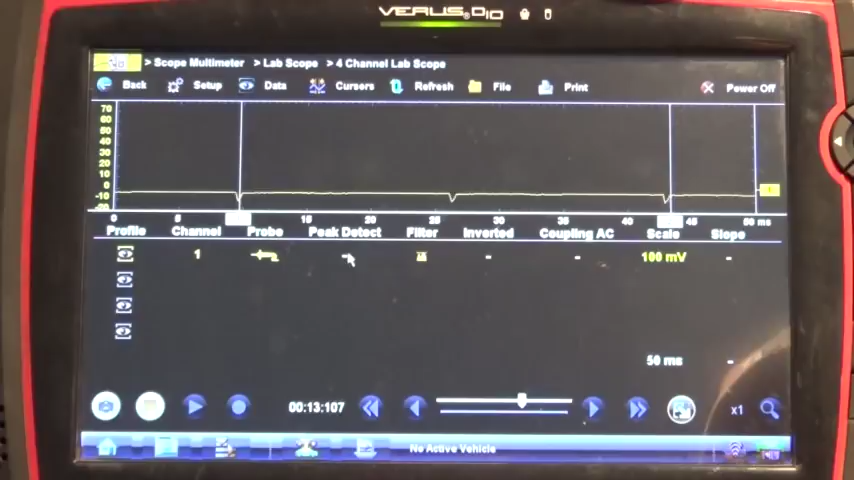 VERUS PRO
> Scope Multimeter > Lab Scope > 4 Channel Lab Scope
Back Setup Data Cursors Refresh File Print Power Off
70
60
50
40
30
20
10
0
-10
-20
0 5 15 20 25 30 35 40 45 50 ms
Profile Channel Probe Peak Detect Filter Inverted Coupling AC Scale Slope
1 - - - 100 mV -
50 ms -
00:13:107 x1
No Active Vehicle